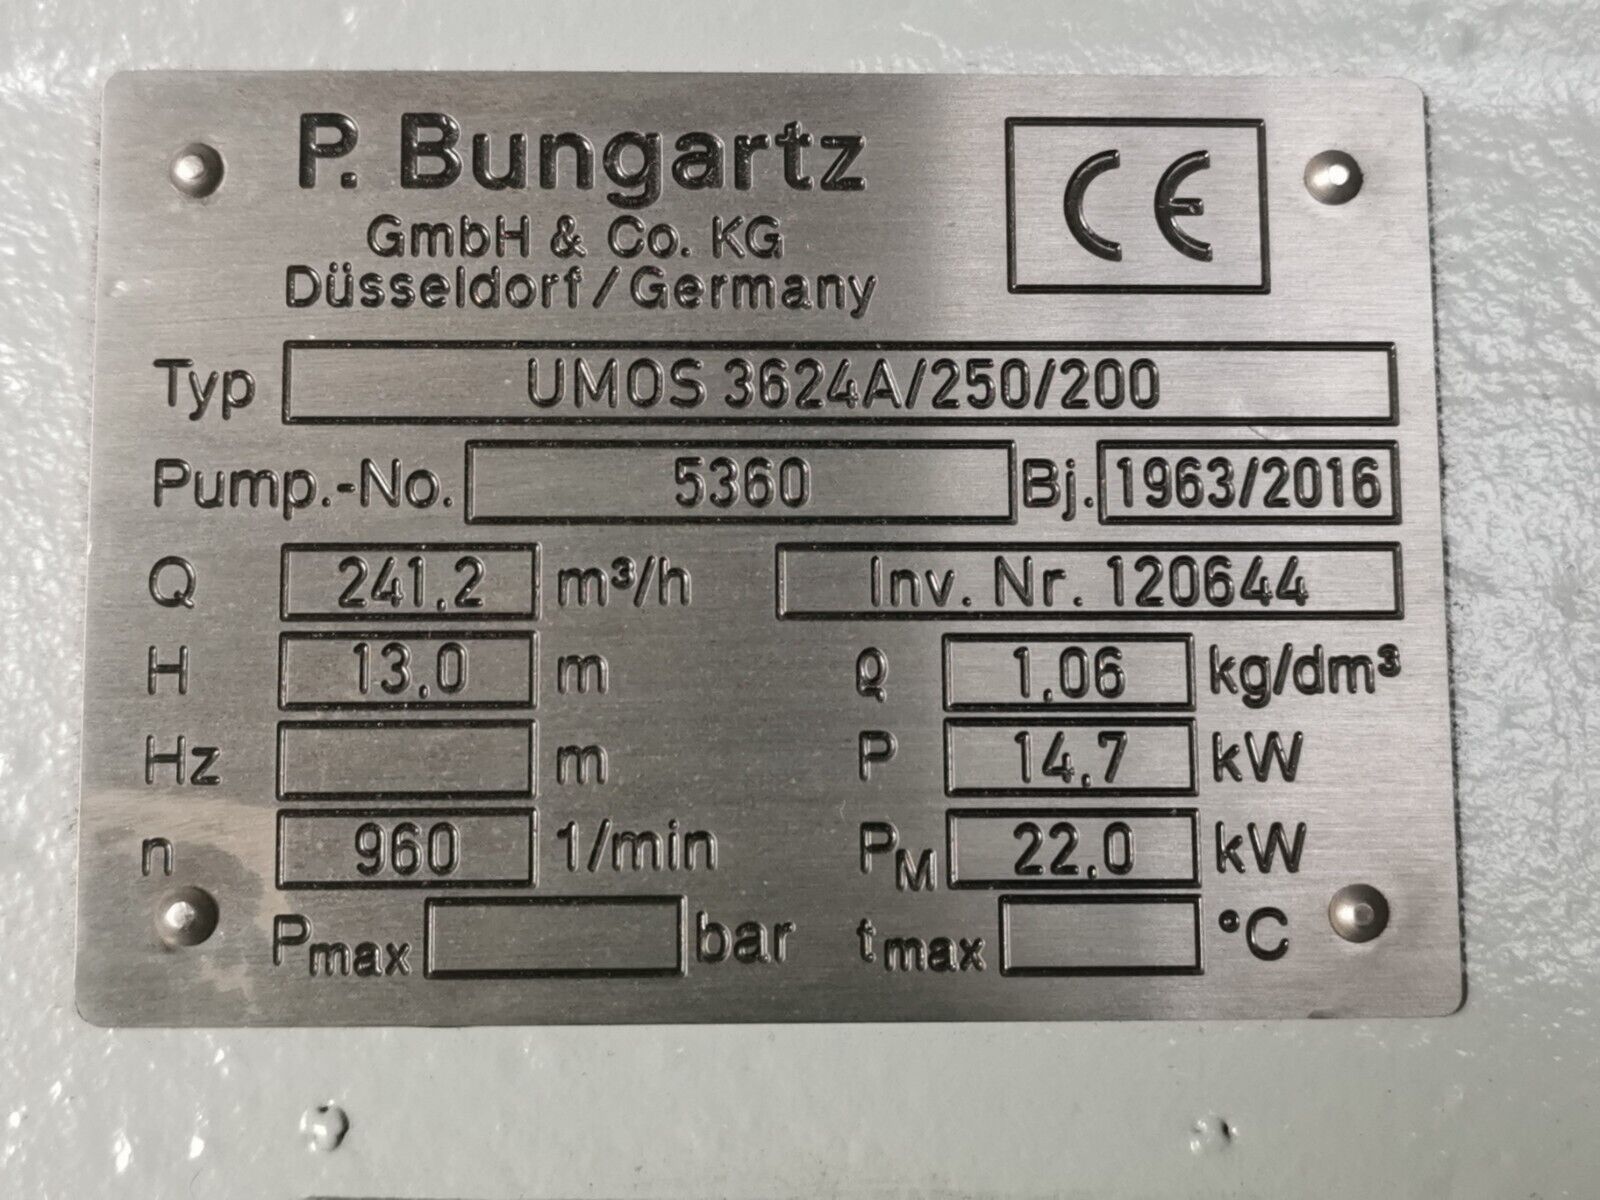 P. Bungartz
GmbH & Co. KG
Düsseldorf/Germany
CE
Typ UMOS 3624A/250/200
Pump.-No. 5360 Bj. 1963/2016
Q 241,2 m³/h Inv. Nr. 120644
H 13,0 m ϱ 1,06 kg/dm³
Hz m P 14,7 kW
n 960 1/min PM 22,0 kW
Pmax bar tmax °C